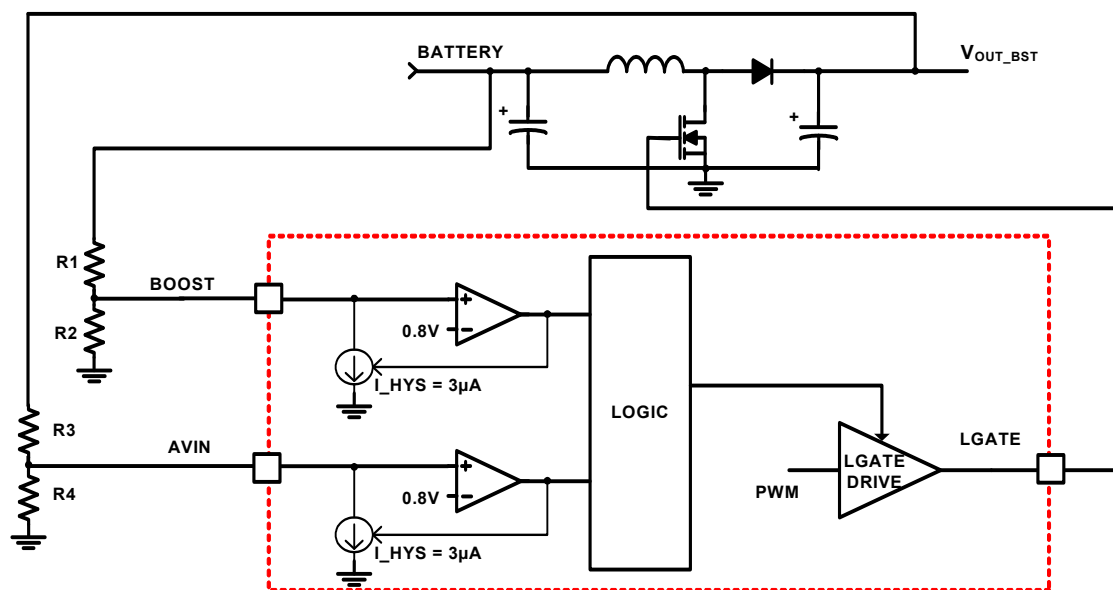 BATTERY
VOUT_BST
+
+
R1
BOOST
R2
+
0.8V
−
I_HYS = 3µA
LOGIC
R3
AVIN
R4
+
0.8V
−
I_HYS = 3µA
PWM
LGATE
DRIVE
LGATE